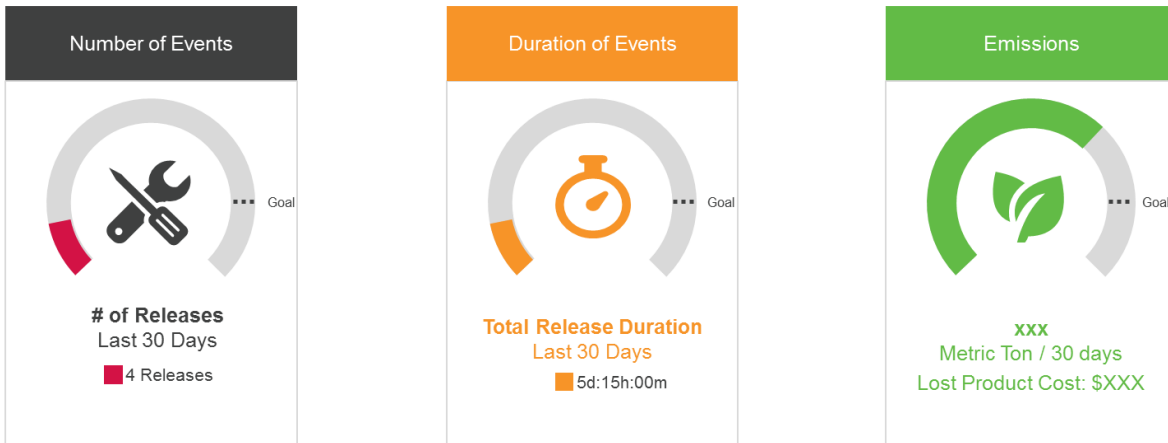 Number of Events
Goal
# of Releases
Last 30 Days
4 Releases
Duration of Events
Goal
Total Release Duration
Last 30 Days
5d:15h:00m
Emissions
Goal
xxx
Metric Ton / 30 days
Lost Product Cost: $XXX